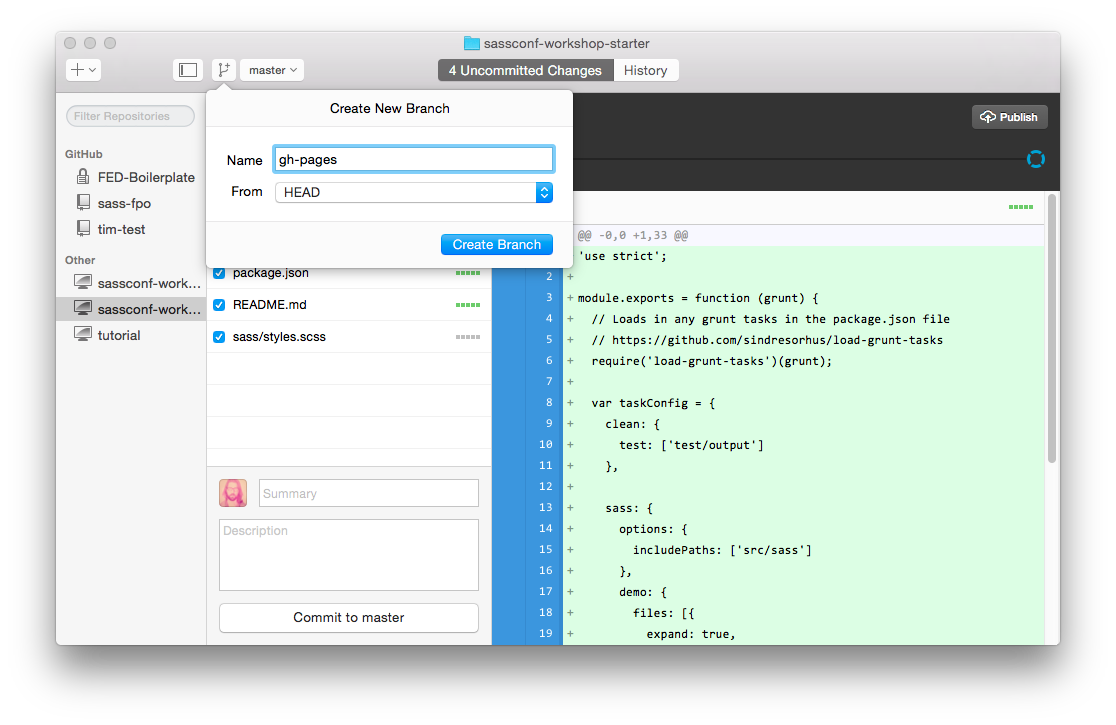 sassconf-workshop-starter
master
4 Uncommitted Changes
History
Filter Repositories
GitHub
FED-Boilerplate
sass-fpo
tim-test
Other
sassconf-work...
sassconf-work...
tutorial
Create New Branch
Name
gh-pages
From
HEAD
Create Branch
Publish
package.json
README.md
sass/styles.scss
Summary
Description
Commit to master
@@ -0,0 +1,33 @@
'use strict';
2 +
3 +module.exports = function (grunt) {
4 + // Loads in any grunt tasks in the package.json file
5 + // https://github.com/sindresorhus/load-grunt-tasks
6 + require('load-grunt-tasks')(grunt);
7 +
8 + var taskConfig = {
9 + clean: {
10 + test: ['test/output']
11 + },
12 +
13 + sass: {
14 + options: {
15 + includePaths: ['src/sass']
16 + },
17 + demo: {
18 + files: [{
19 + expand: true,